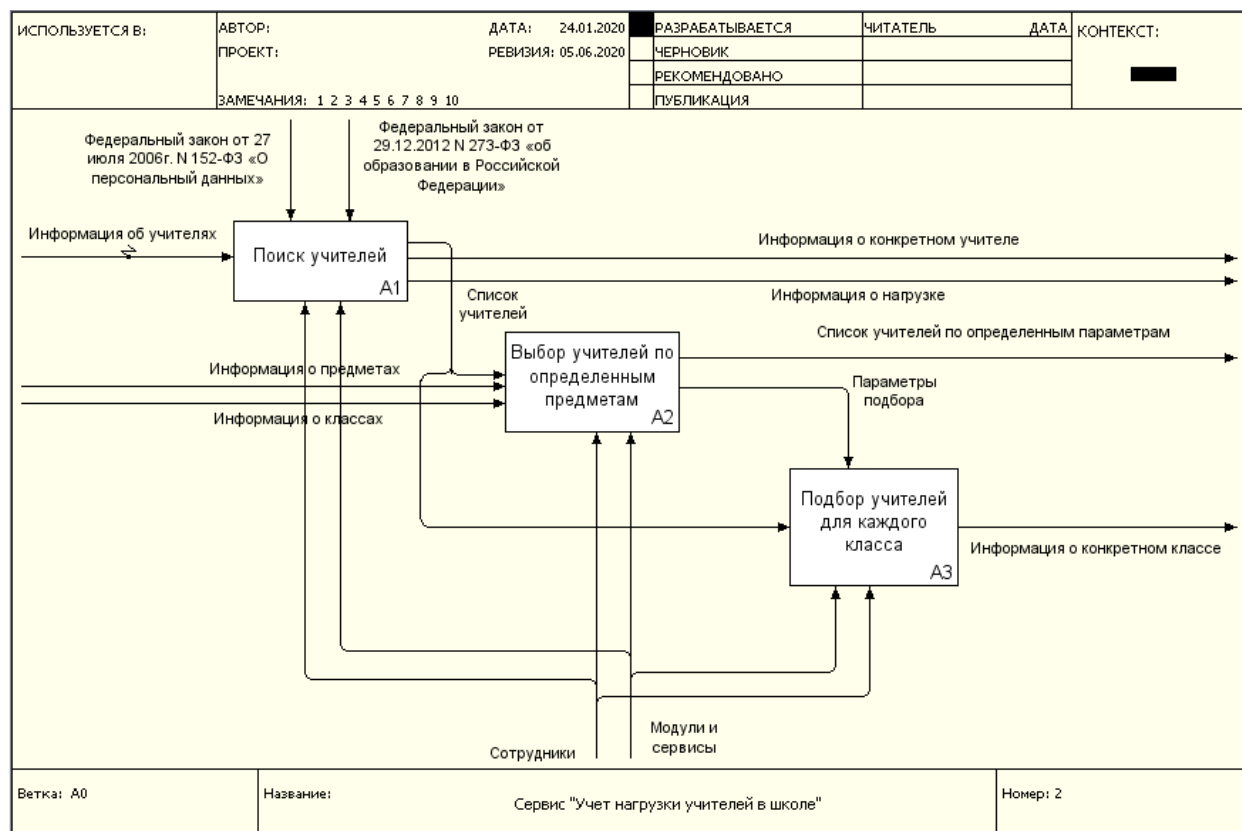 ИСПОЛЬЗУЕТСЯ В:
АВТОР:
ДАТА: 24.01.2020
ПРОЕКТ:
РЕВИЗИЯ: 05.06.2020
ЗАМЕЧАНИЯ: 1 2 3 4 5 6 7 8 9 10
РАЗРАБАТЫВАЕТСЯ
ЧЕРНОВИК
РЕКОМЕНДОВАНО
ПУБЛИКАЦИЯ
ЧИТАТЕЛЬ
ДАТА
КОНТЕКСТ:
Федеральный закон от 27
июля 2006г. N 152-ФЗ «О
персональный данных»
Федеральный закон от
29.12.2012 N 273-ФЗ «об
образовании в Российской
Федерации»
Информация об учителях
Поиск учителей
A1
Информация о конкретном учителе
Информация о нагрузке
Список
учителей
Список учителей по определенным параметрам
Информация о предметах
Информация о классах
Выбор учителей по
определенным
предметам
A2
Параметры
подбора
Подбор учителей
для каждого
класса
A3
Информация о конкретном классе
Сотрудники
Модули и
сервисы
Ветка: A0
Название:
Сервис "Учет нагрузки учителей в школе"
Номер: 2